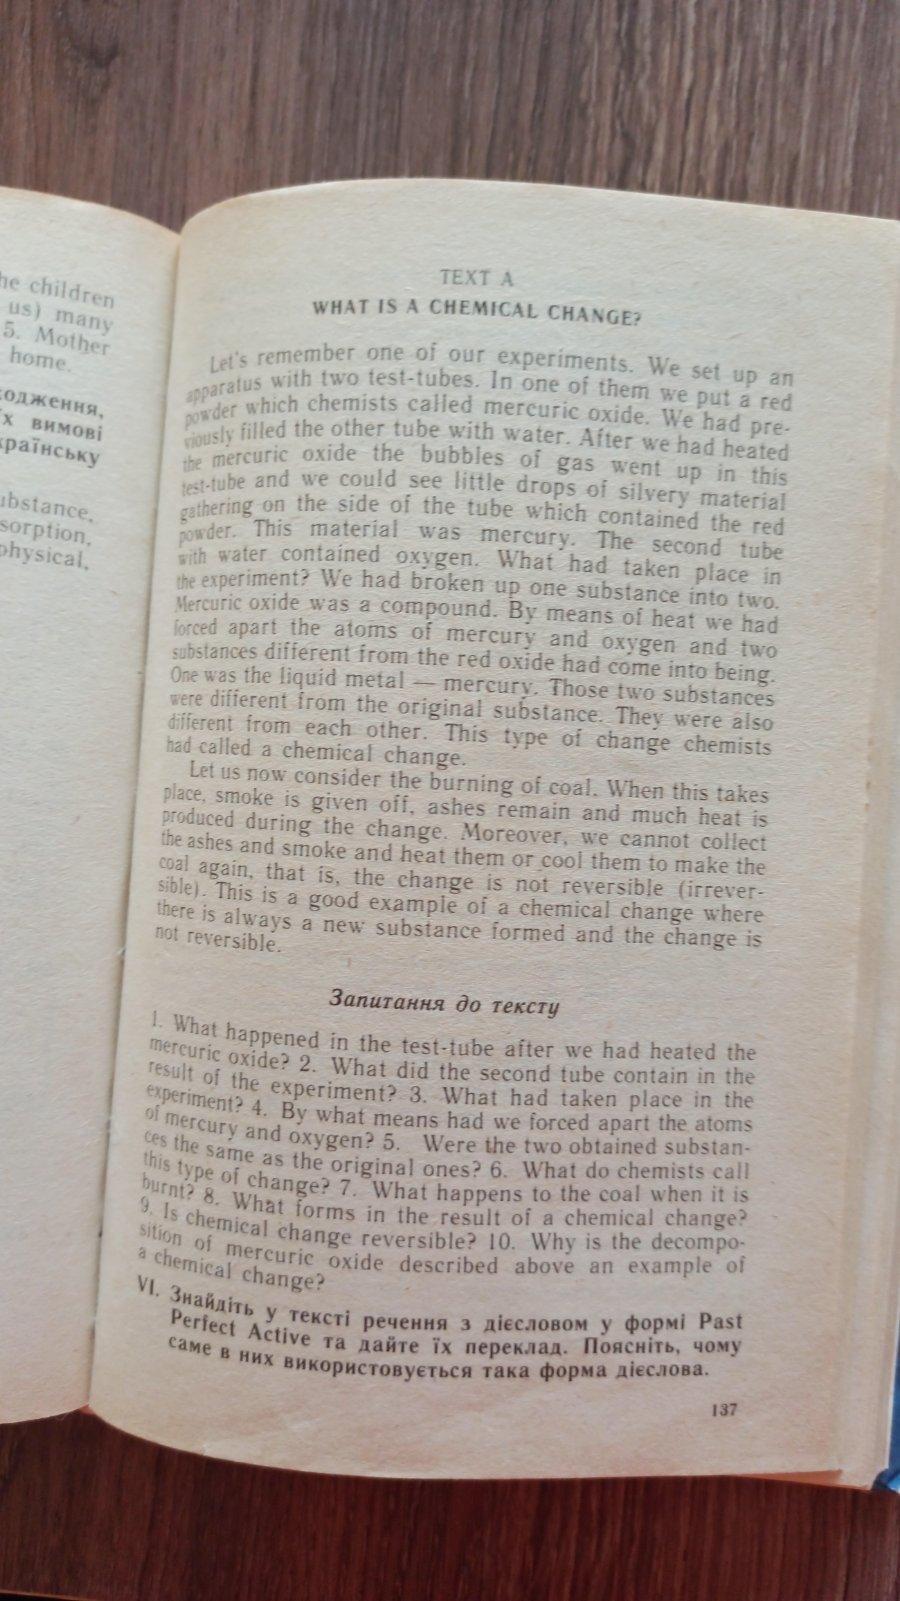 he children
us) many
5. Mother
home.
ходження,
їх вимові
країнську
ubstance,
sorption,
physical,
TEXT A
WHAT IS A CHEMICAL CHANGE?
Let's remember one of our experiments. We set up an
apparatus with two test-tubes. In one of them we put a red
powder which chemists called mercuric oxide. We had pre-
viously filled the other tube with water. After we had heated
the mercuric oxide the bubbles of gas went up in this
test-tube and we could see little drops of silvery material
gathering on the side of the tube which contained the red
powder. This material was mercury. The second tube
with water contained oxygen. What had taken place in
the experiment? We had broken up one substance into two.
Mercuric oxide was a compound. By means of heat we had
forced apart the atoms of mercury and oxygen and two
substances different from the red oxide had come into being.
One was the liquid metal — mercury. Those two substances
were different from the original substance. They were also
different from each other. This type of change chemists
had called a chemical change.
Let us now consider the burning of coal. When this takes
place, smoke is given off, ashes remain and much heat is
produced during the change. Moreover, we cannot collect
the ashes and smoke and heat them or cool them to make the
coal again, that is, the change is not reversible (irrever-
sible). This is a good example of a chemical change where
there is always a new substance formed and the change is
not reversible.
Запитання до тексту
1. What happened in the test-tube after we had heated the
mercuric oxide? 2. What did the second tube contain in the
result of the experiment? 3. What had taken place in the
experiment? 4. By what means had we forced apart the atoms
of mercury and oxygen? 5. Were the two obtained substan-
ces the same as the original ones? 6. What do chemists call
this type of change? 7. What happens to the coal when it is
burnt? 8. What forms in the result of a chemical change?
9. Is chemical change reversible? 10. Why is the decompo-
sition of mercuric oxide described above an example of
a chemical change?
VI. Знайдіть у тексті речення з дієсловом у формі Past
Perfect Active та дайте їх переклад. Поясніть, чому
саме в них використовується така форма дієслова.
137